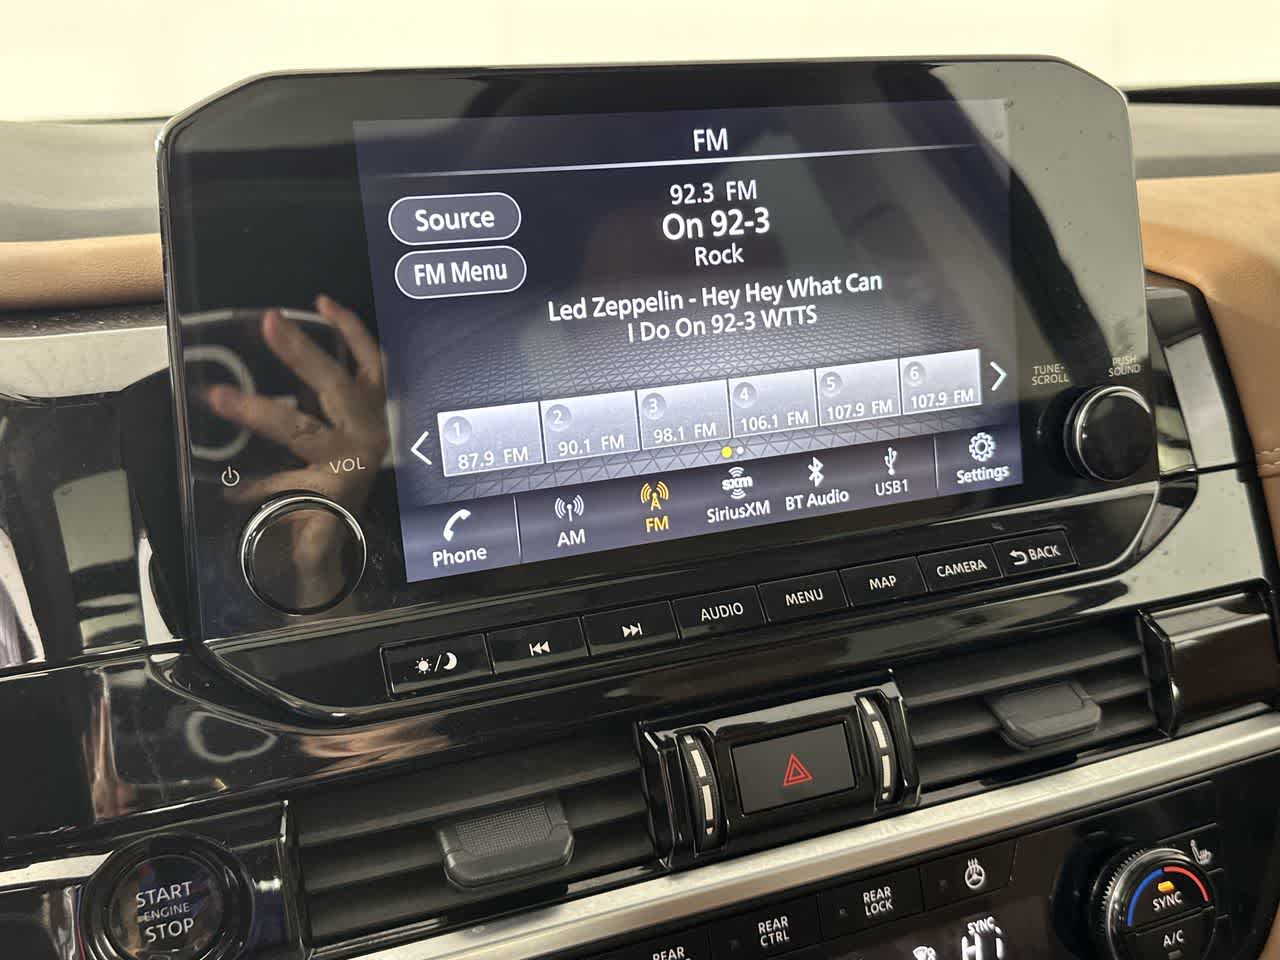 FM
Source
FM Menu
92.3 FM
On 92-3
Rock
Led Zeppelin - Hey Hey What Can
I Do On 92-3 WTTS
1
87.9 FM
2
90.1 FM
3
98.1 FM
4
106.1 FM
5
107.9 FM
6
107.9 FM
Phone
AM
FM
sxm
SiriusXM
BT Audio
USB1
Settings
VOL
TUNE-
SCROLL
PUSH
SOUND
AUDIO
MENU
MAP
CAMERA
BACK
START
ENGINE
STOP
REAR
REAR
CTRL
REAR
LOCK
SYNC
Hi
SYNC
A/C